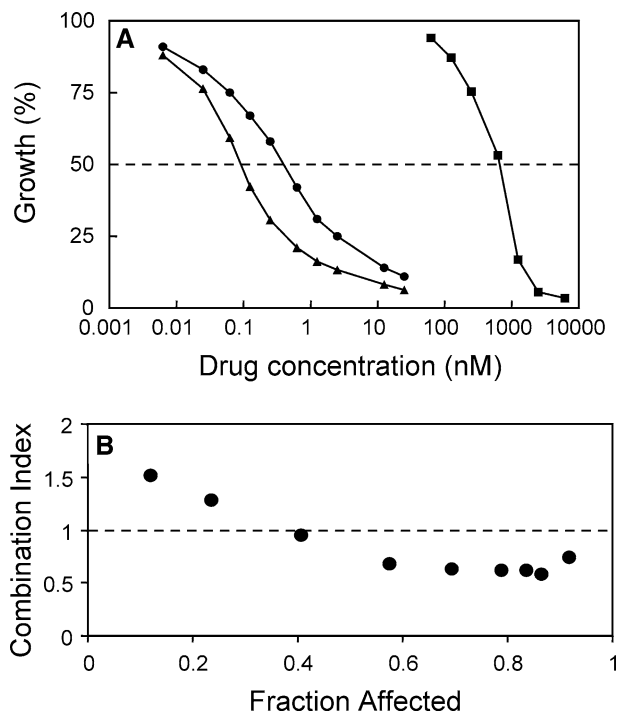 A
100
75
50
25
0
Growth (%)
0.001 0.01 0.1 1 10 100 1000 10000
Drug concentration (nM)
B
2
1.5
1
0.5
0
Combination Index
0 0.2 0.4 0.6 0.8 1
Fraction Affected